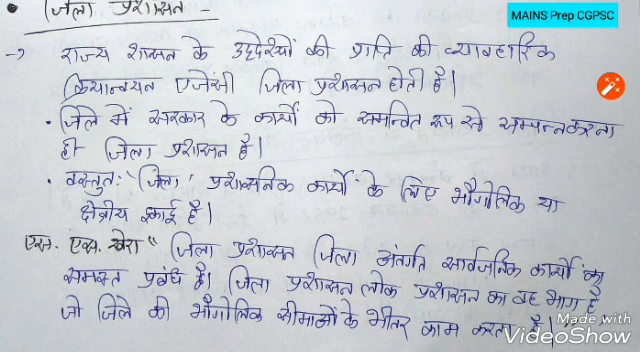 MAINS Prep CGPSC
जिला प्रशासन -
→ राज्य शासन के उद्देश्यों की प्राप्ति की व्यावहारिक
क्रियान्वयन एजेंसी जिला प्रशासन होती है।
• जिले में सरकार के कार्यों को समन्वित रूप से सम्पन्न करना
ही जिला प्रशासन है।
• वस्तुतः "जिला' प्रशासनिक कार्यों के लिए भौगोलिक या
क्षेत्रीय इकाई है।
एस. एस. खेरा " जिला प्रशासन जिला अंतर्गत सार्वजनिक कार्यों का
समस्त प्रबंध है। जिला प्रशासन लोक प्रशासन का वह भाग है
जो जिले की भौगोलिक सीमाओं के भीतर काम करता है।"
Made with
VideoShow